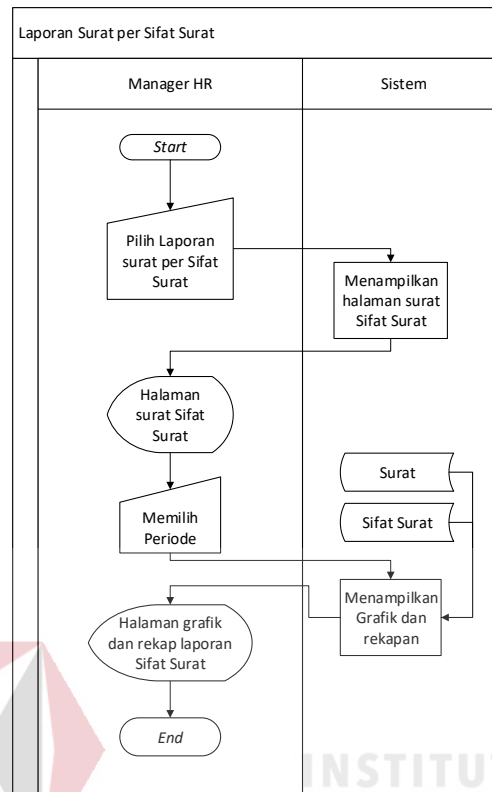 Laporan Surat per Sifat Surat
Manager HR
Sistem
Start
Pilih Laporan
surat per Sifat
Surat
Menampilkan
halaman surat
Sifat Surat
Halaman
surat Sifat
Surat
Surat
Sifat Surat
Memilih
Periode
Menampilkan
Grafik dan
rekapan
Halaman grafik
dan rekap laporan
Sifat Surat
End
INSTITU